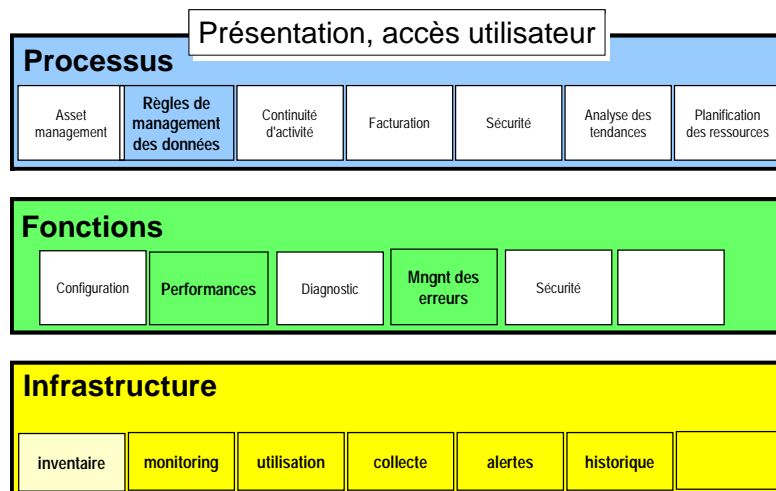 Présentation, accès utilisateur
Processus
Asset
management
Règles de
management
des données
Continuité
d'activité
Facturation
Sécurité
Analyse des
tendances
Planification
des ressources
Fonctions
Configuration
Performances
Diagnostic
Mngnt des
erreurs
Sécurité
Infrastructure
inventaire
monitoring
utilisation
collecte
alertes
historique